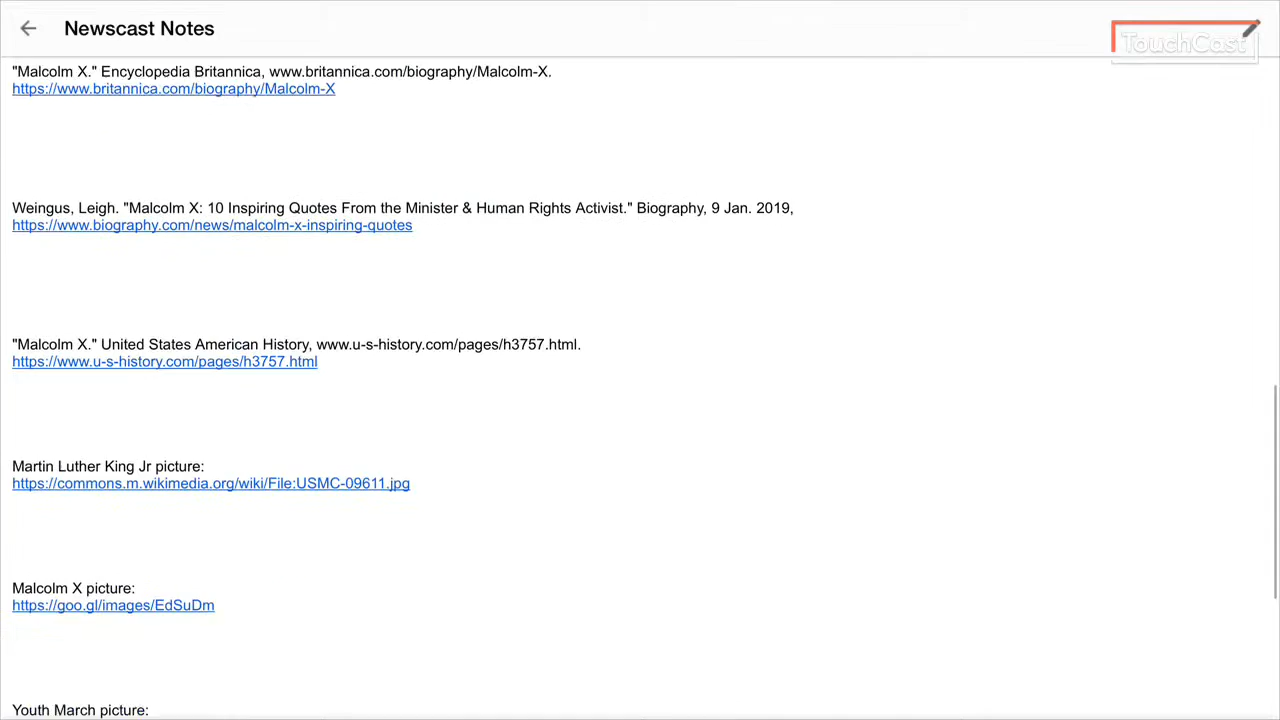 Newscast Notes
TouchCast
"Malcolm X." Encyclopedia Britannica, www.britannica.com/biography/Malcolm-X.
https://www.britannica.com/biography/Malcolm-X
Weingus, Leigh. "Malcolm X: 10 Inspiring Quotes From the Minister & Human Rights Activist." Biography, 9 Jan. 2019,
https://www.biography.com/news/malcolm-x-inspiring-quotes
"Malcolm X." United States American History, www.u-s-history.com/pages/h3757.html.
https://www.u-s-history.com/pages/h3757.html
Martin Luther King Jr picture:
https://commons.m.wikimedia.org/wiki/File:USMC-09611.jpg
Malcolm X picture:
https://goo.gl/images/EdSuDm
Youth March picture: